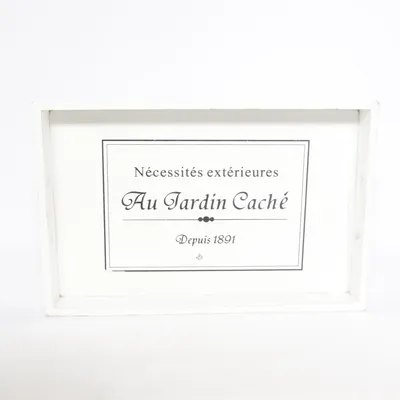 Nécessités extérieures
Au Jardin Caché
Depuis 1891